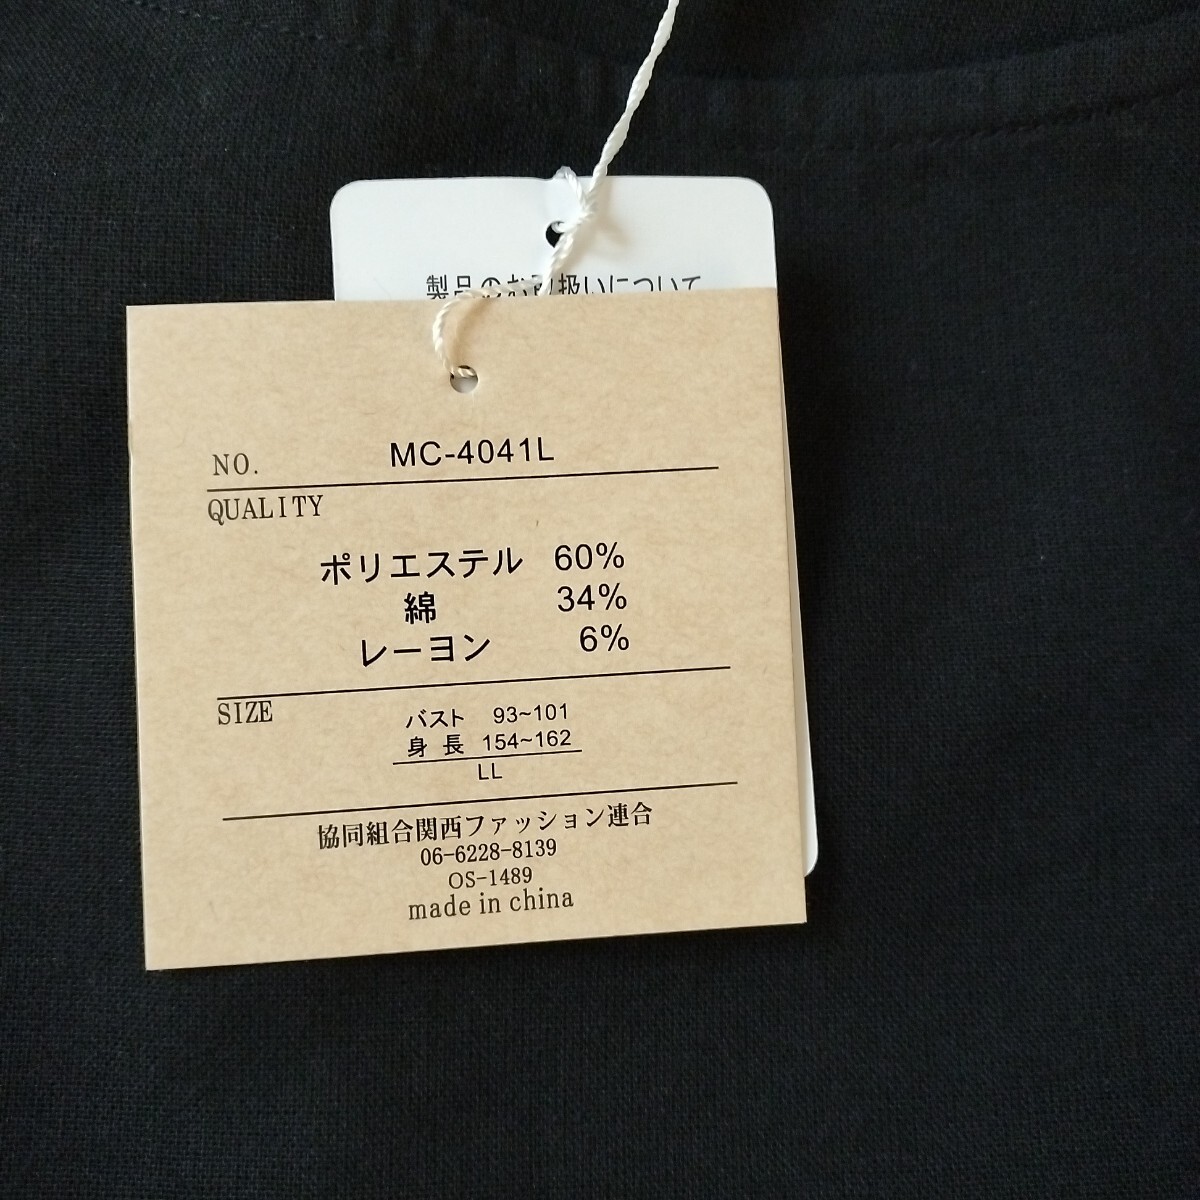 製品のお取扱いについて
NO. MC-4041L
QUALITY
ポリエステル 60%
綿 34%
レーヨン 6%
SIZE
バスト 93~101
身長 154~162
LL
協同組合関西ファッション連合
06-6228-8139
OS-1489
made in china